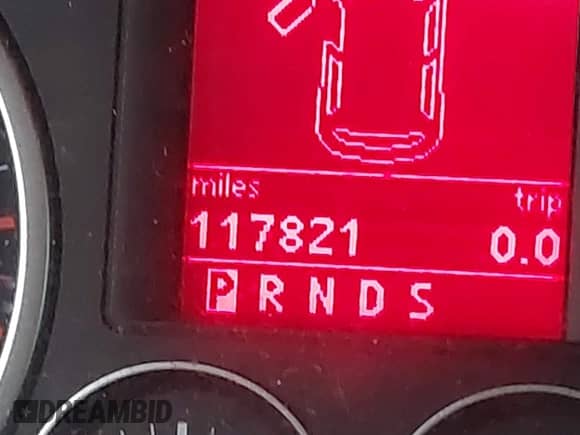 miles trip
117821 0.0
P R N D S
DREAMBID